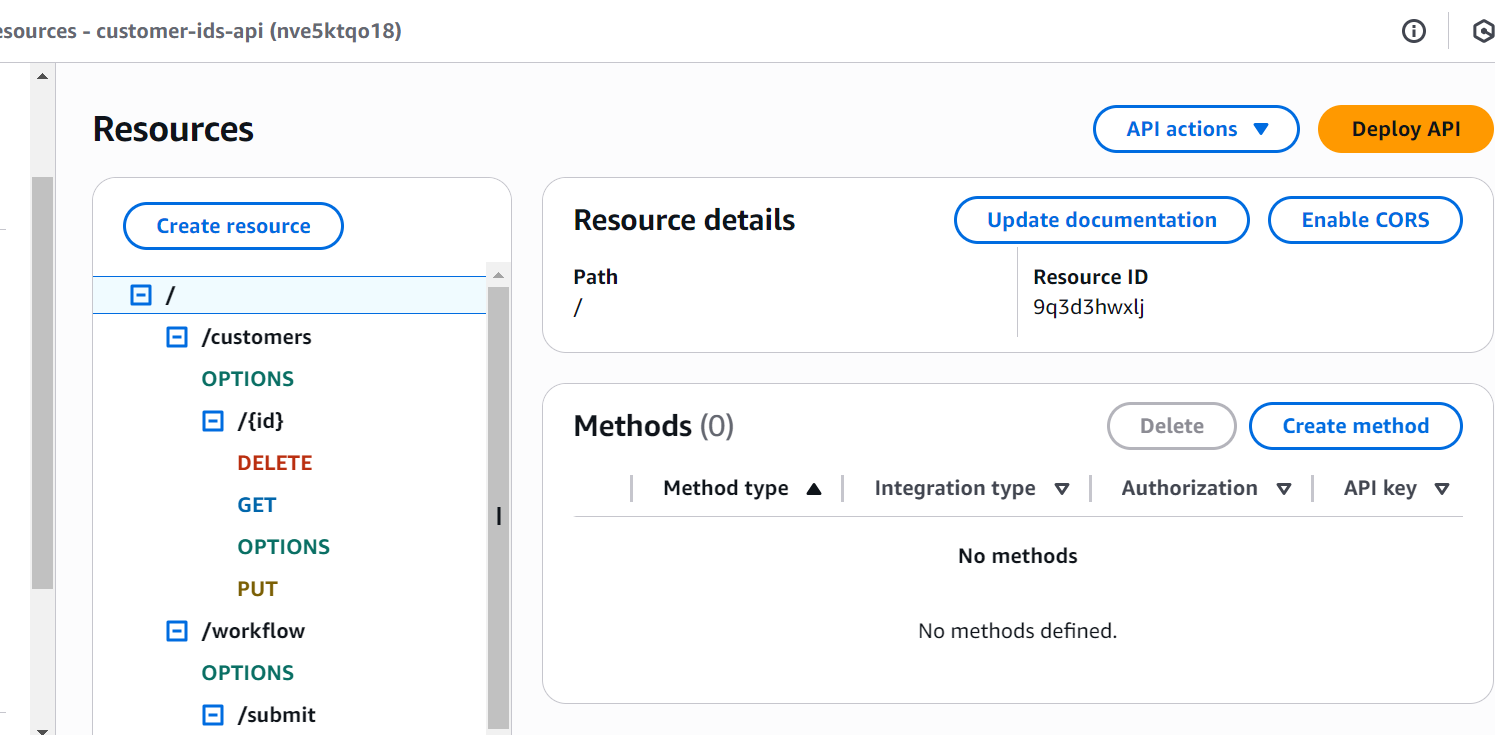 esources - customer-ids-api (nve5ktqo18)
Resources
API actions
Deploy API
Create resource
/
/customers
OPTIONS
/{id}
DELETE
GET
OPTIONS
PUT
/workflow
OPTIONS
/submit
Resource details
Update documentation
Enable CORS
Path
/
Resource ID
9q3d3hwxlj
Methods (0)
Delete
Create method
Method type
Integration type
Authorization
API key
No methods
No methods defined.